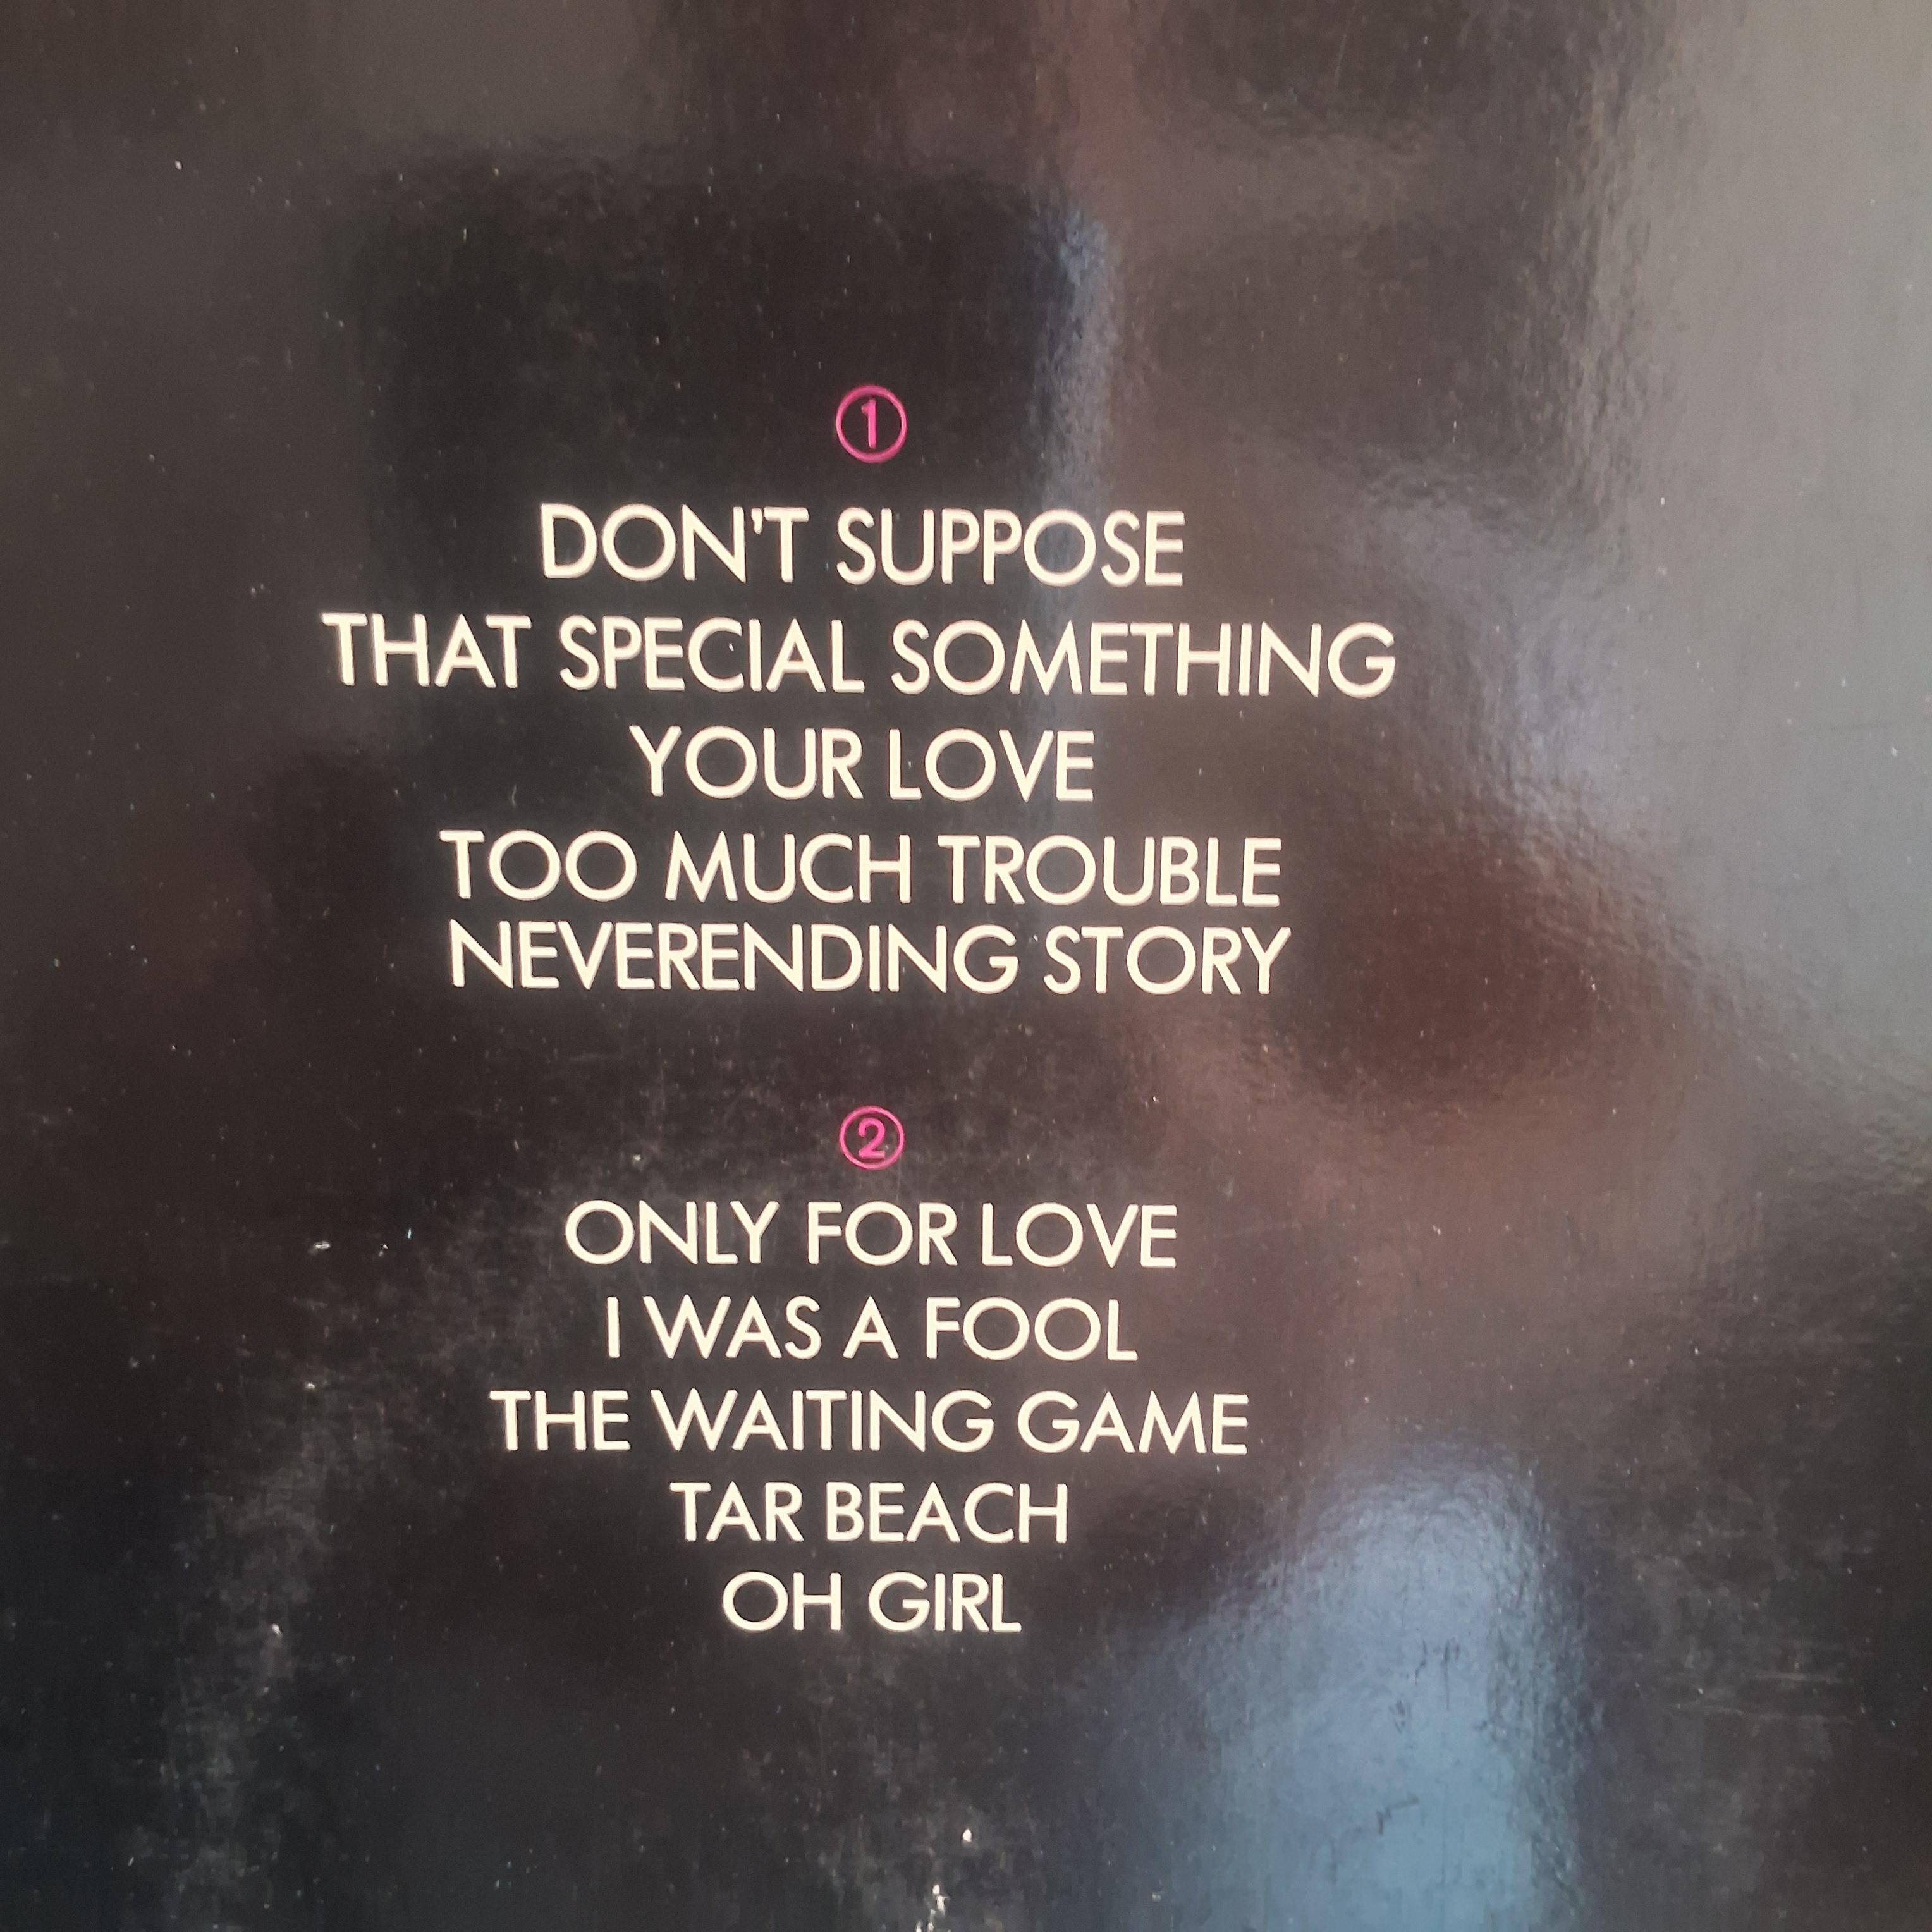 1
DON'T SUPPOSE
THAT SPECIAL SOMETHING
YOUR LOVE
TOO MUCH TROUBLE
NEVERENDING STORY
2
ONLY FOR LOVE
I WAS A FOOL
THE WAITING GAME
TAR BEACH
OH GIRL